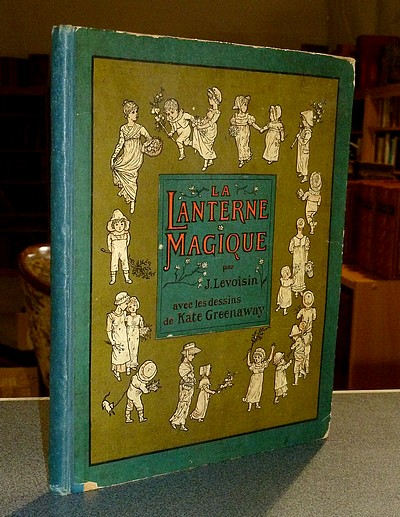 LA
LANTERNE
MAGIQUE
par
J. Levoisin
avec les dessins
de Kate Greenaway